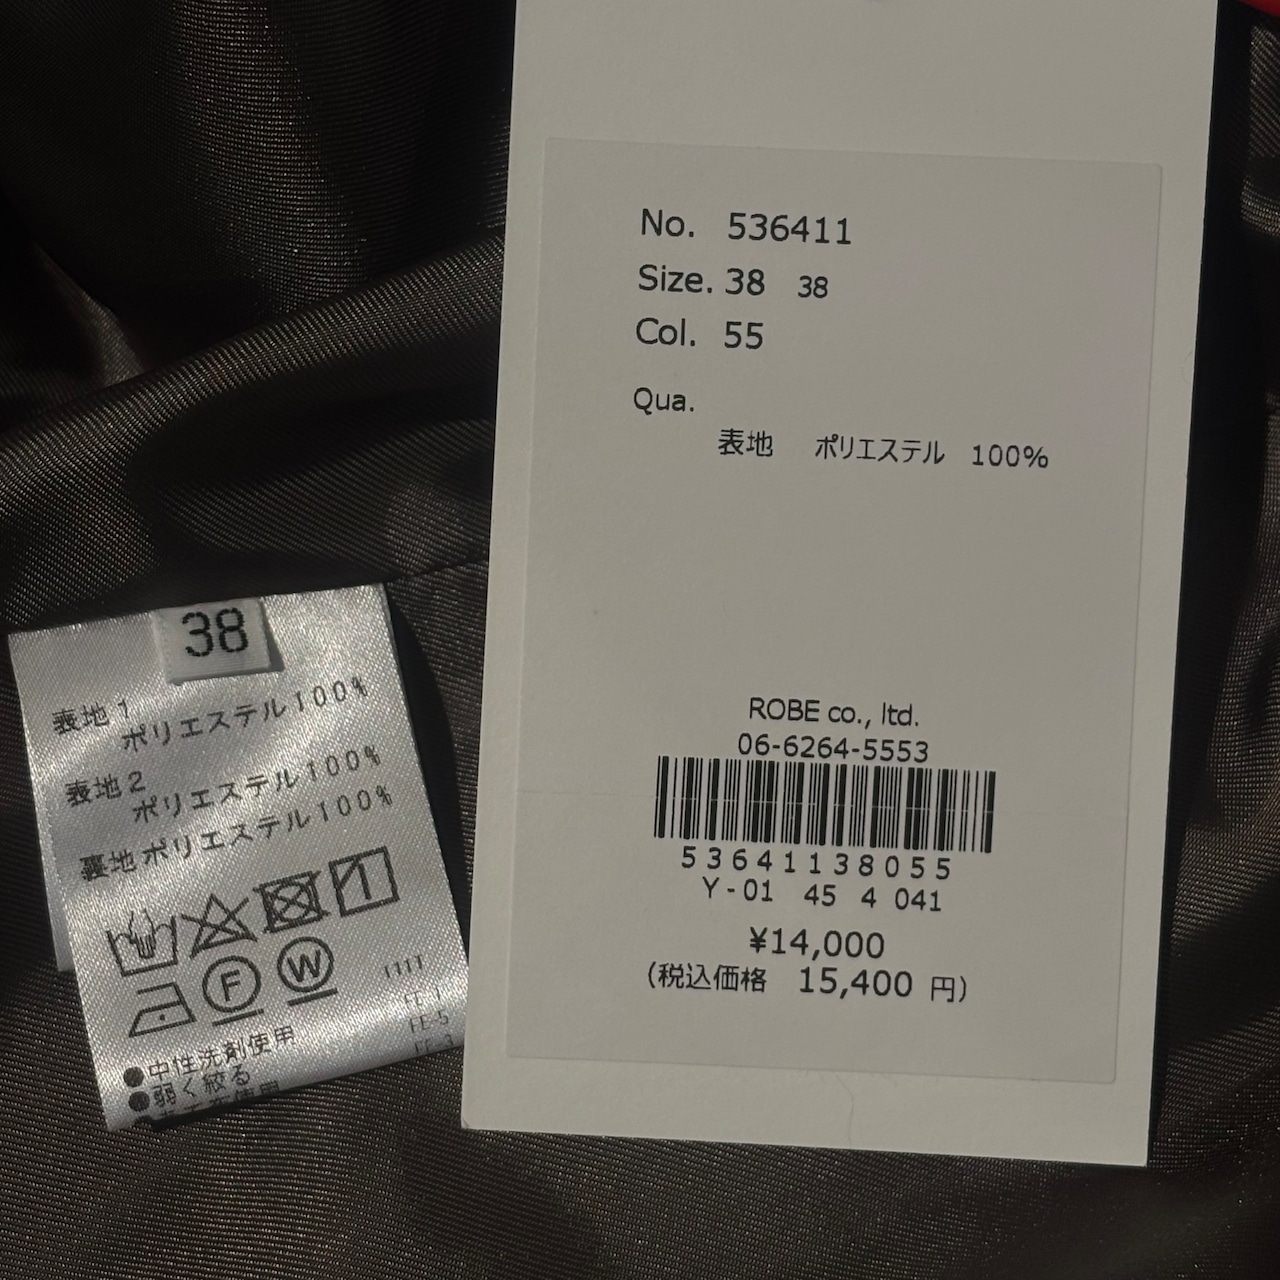 No. 536411
Size. 38 38
Col. 55
Qua.
表地 ポリエステル 100%
ROBE co., ltd.
06-6264-5553
53641138055
Y-01 45 4 041
¥14,000
(税込価格 15,400 円)
38
表地1
ポリエステル100%
表地2
ポリエステル100%
裏地ポリエステル100%
F W
●中性洗剤使用
●弱く絞る